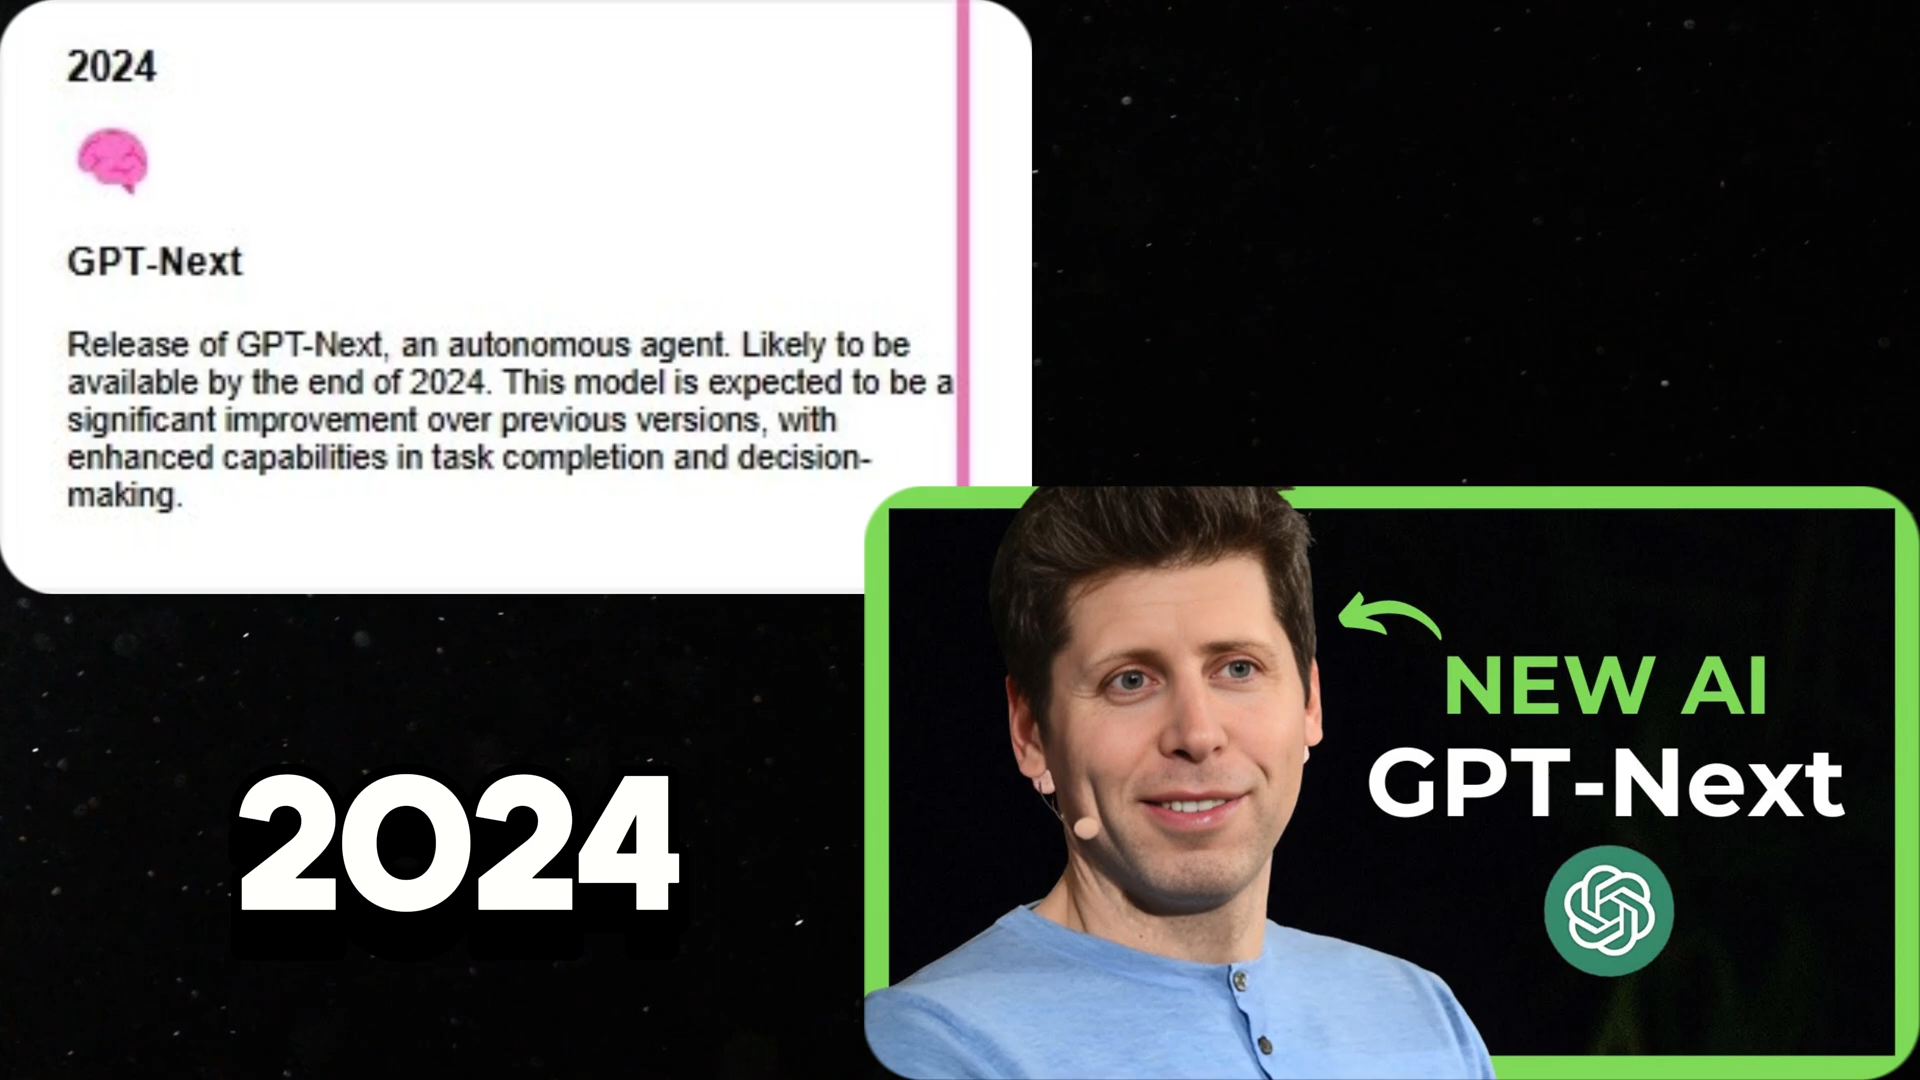 2024
GPT-Next
Release of GPT-Next, an autonomous agent. Likely to be
available by the end of 2024. This model is expected to be a
significant improvement over previous versions, with
enhanced capabilities in task completion and decision-
making.
NEW AI
GPT-Next
2024